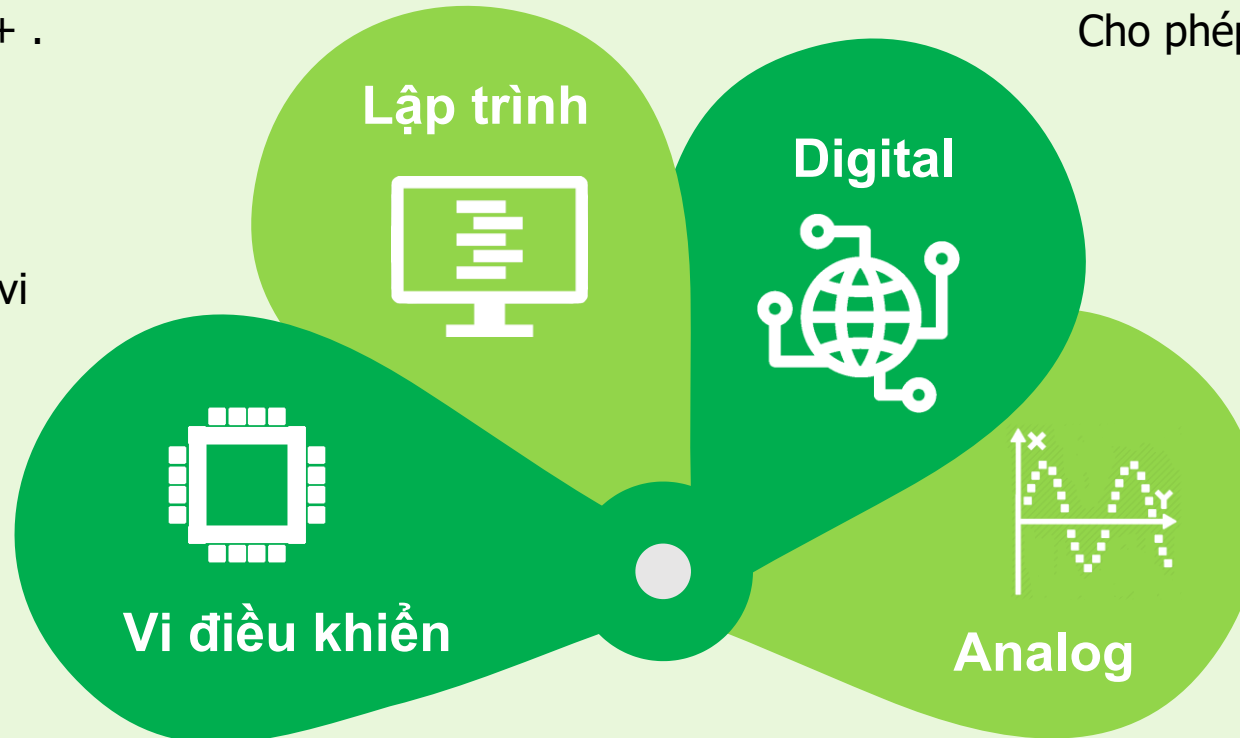 + .
Cho phép
Lập trình
Digital
vi
X
Y
Vi điều khiển
Analog